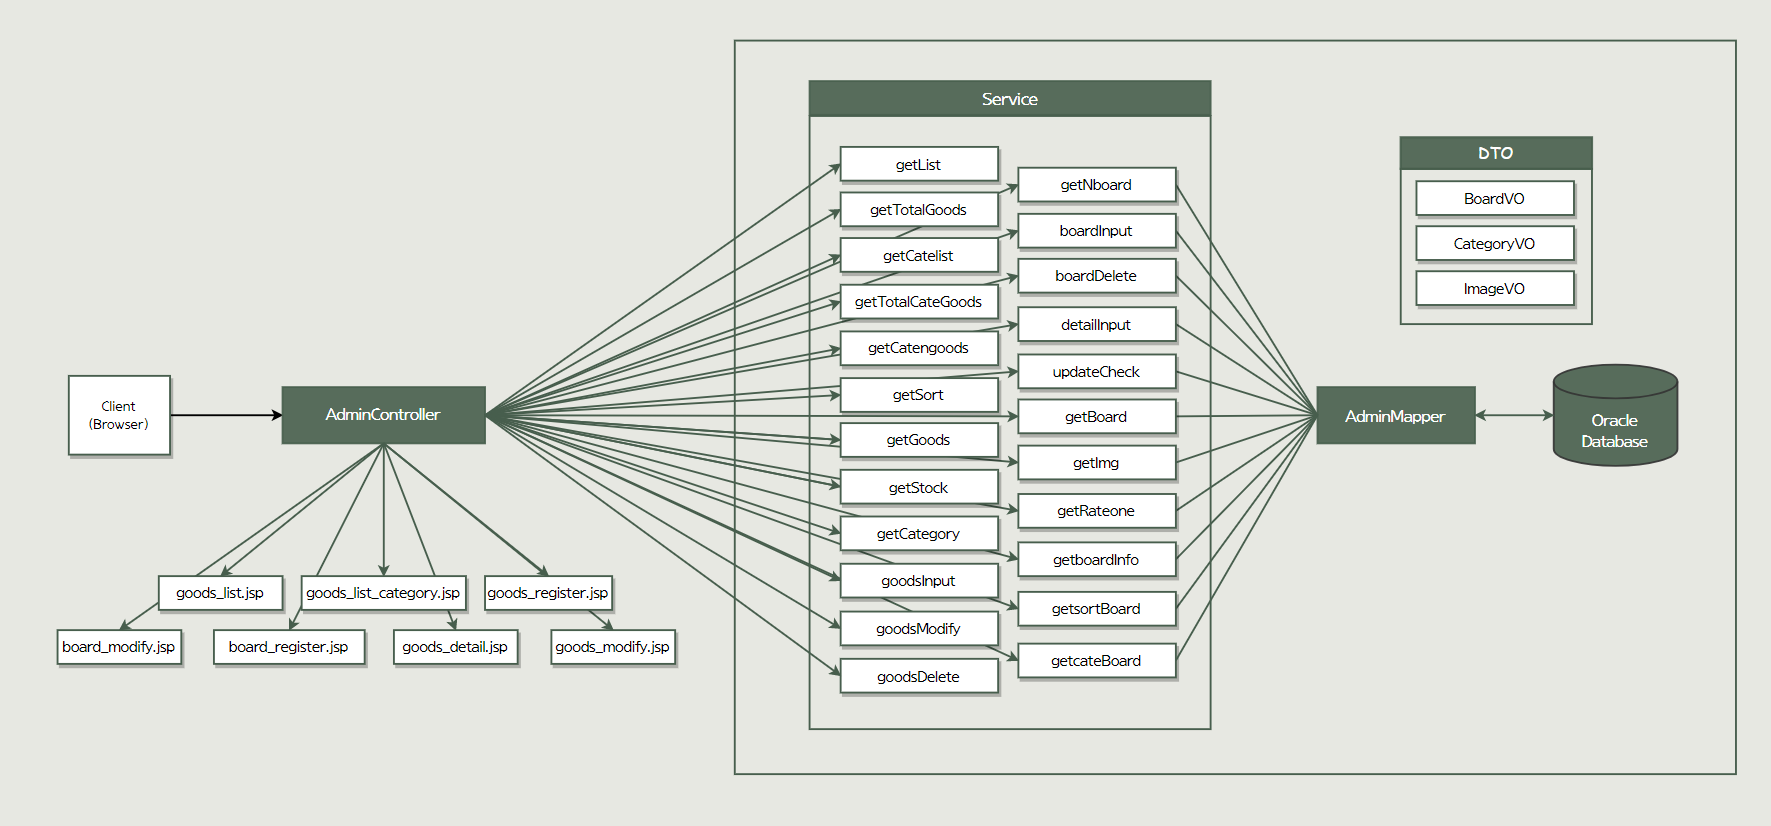 Client
(Browser)
AdminController
goods_list.jsp
goods_list_category.jsp
goods_register.jsp
board_modify.jsp
board_register.jsp
goods_detail.jsp
goods_modify.jsp
Service
getList
getTotalGoods
getCatelist
getTotalCateGoods
getCatengoods
getSort
getGoods
getStock
getCategory
goodsInput
goodsModify
goodsDelete
getNboard
boardInput
boardDelete
detailInput
updateCheck
getBoard
getImg
getRateone
getboardInfo
getsortBoard
getcateBoard
AdminMapper
DTO
BoardVO
CategoryVO
ImageVO
Oracle
Database